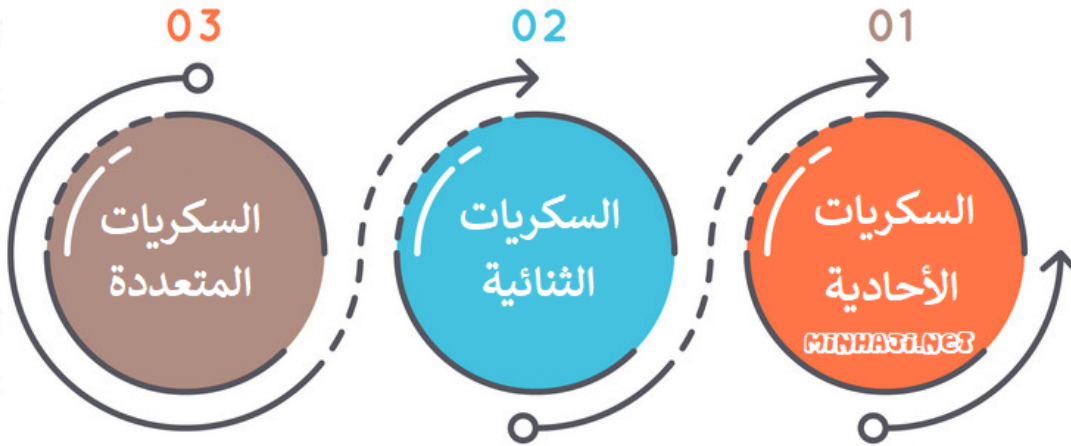 01
السكريات
الأحادية
MiNHAJi.NET
02
السكريات
الثنائية
03
السكريات
المتعددة